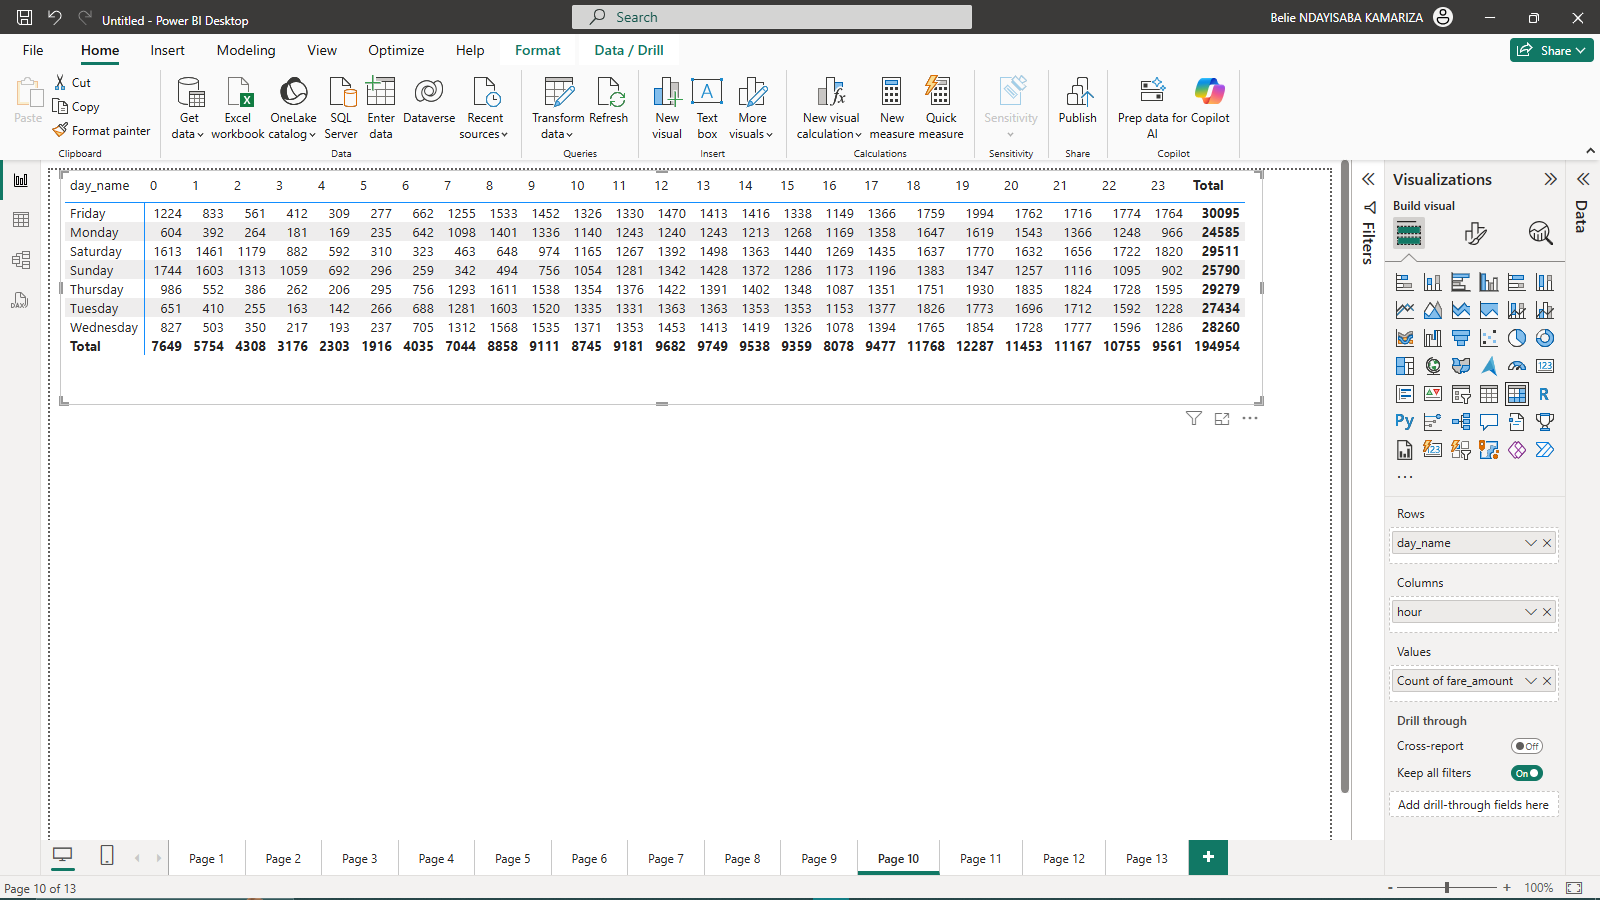 Untitled - Power BI Desktop
Search
Belie NDAYISABA KAMARIZA
File Home Insert Modeling View Optimize Help Format Data / Drill
Share
Paste
Cut
Copy
Format painter
Clipboard
Get data
Excel workbook
OneLake catalog
SQL Server
Enter data
Dataverse
Recent sources
Data
Transform data
Refresh
Queries
New visual
Text box
More visuals
Insert
New visual calculation
New measure
Quick measure
Calculations
Sensitivity
Sensitivity
Publish
Share
Prep data for AI
Copilot
Copilot
day_name 0 1 2 3 4 5 6 7 8 9 10 11 12 13 14 15 16 17 18 19 20 21 22 23 Total
Friday 1224 833 561 412 309 277 662 1255 1533 1452 1326 1330 1470 1413 1416 1338 1149 1366 1759 1994 1762 1716 1774 1764 30095
Monday 604 392 264 181 169 235 642 1098 1401 1336 1140 1243 1240 1243 1213 1268 1169 1358 1647 1619 1543 1366 1248 966 24585
Saturday 1613 1461 1179 882 592 310 323 463 648 974 1165 1267 1392 1498 1363 1440 1269 1435 1637 1770 1632 1656 1722 1820 29511
Sunday 1744 1603 1313 1059 692 296 259 342 494 756 1054 1281 1342 1428 1372 1286 1173 1196 1383 1347 1257 1116 1095 902 25790
Thursday 986 552 386 262 206 295 756 1293 1611 1538 1354 1376 1422 1391 1402 1348 1087 1351 1751 1930 1835 1824 1728 1595 29279
Tuesday 651 410 255 163 142 266 688 1281 1603 1520 1335 1331 1363 1363 1353 1353 1153 1377 1826 1773 1696 1712 1592 1228 27434
Wednesday 827 503 350 217 193 237 705 1312 1568 1535 1371 1353 1453 1413 1419 1326 1078 1394 1765 1854 1728 1777 1596 1286 28260
Total 7649 5754 4308 3176 2303 1916 4035 7044 8858 9111 8745 9181 9682 9749 9538 9359 8078 9477 11768 12287 11453 11167 10755 9561 194954
Filters
Visualizations
Build visual
Data
Rows
day_name
Columns
hour
Values
Count of fare_amount
Drill through
Cross-report Off
Keep all filters On
Add drill-through fields here
Page 1 Page 2 Page 3 Page 4 Page 5 Page 6 Page 7 Page 8 Page 9 Page 10 Page 11 Page 12 Page 13
Page 10 of 13
100%